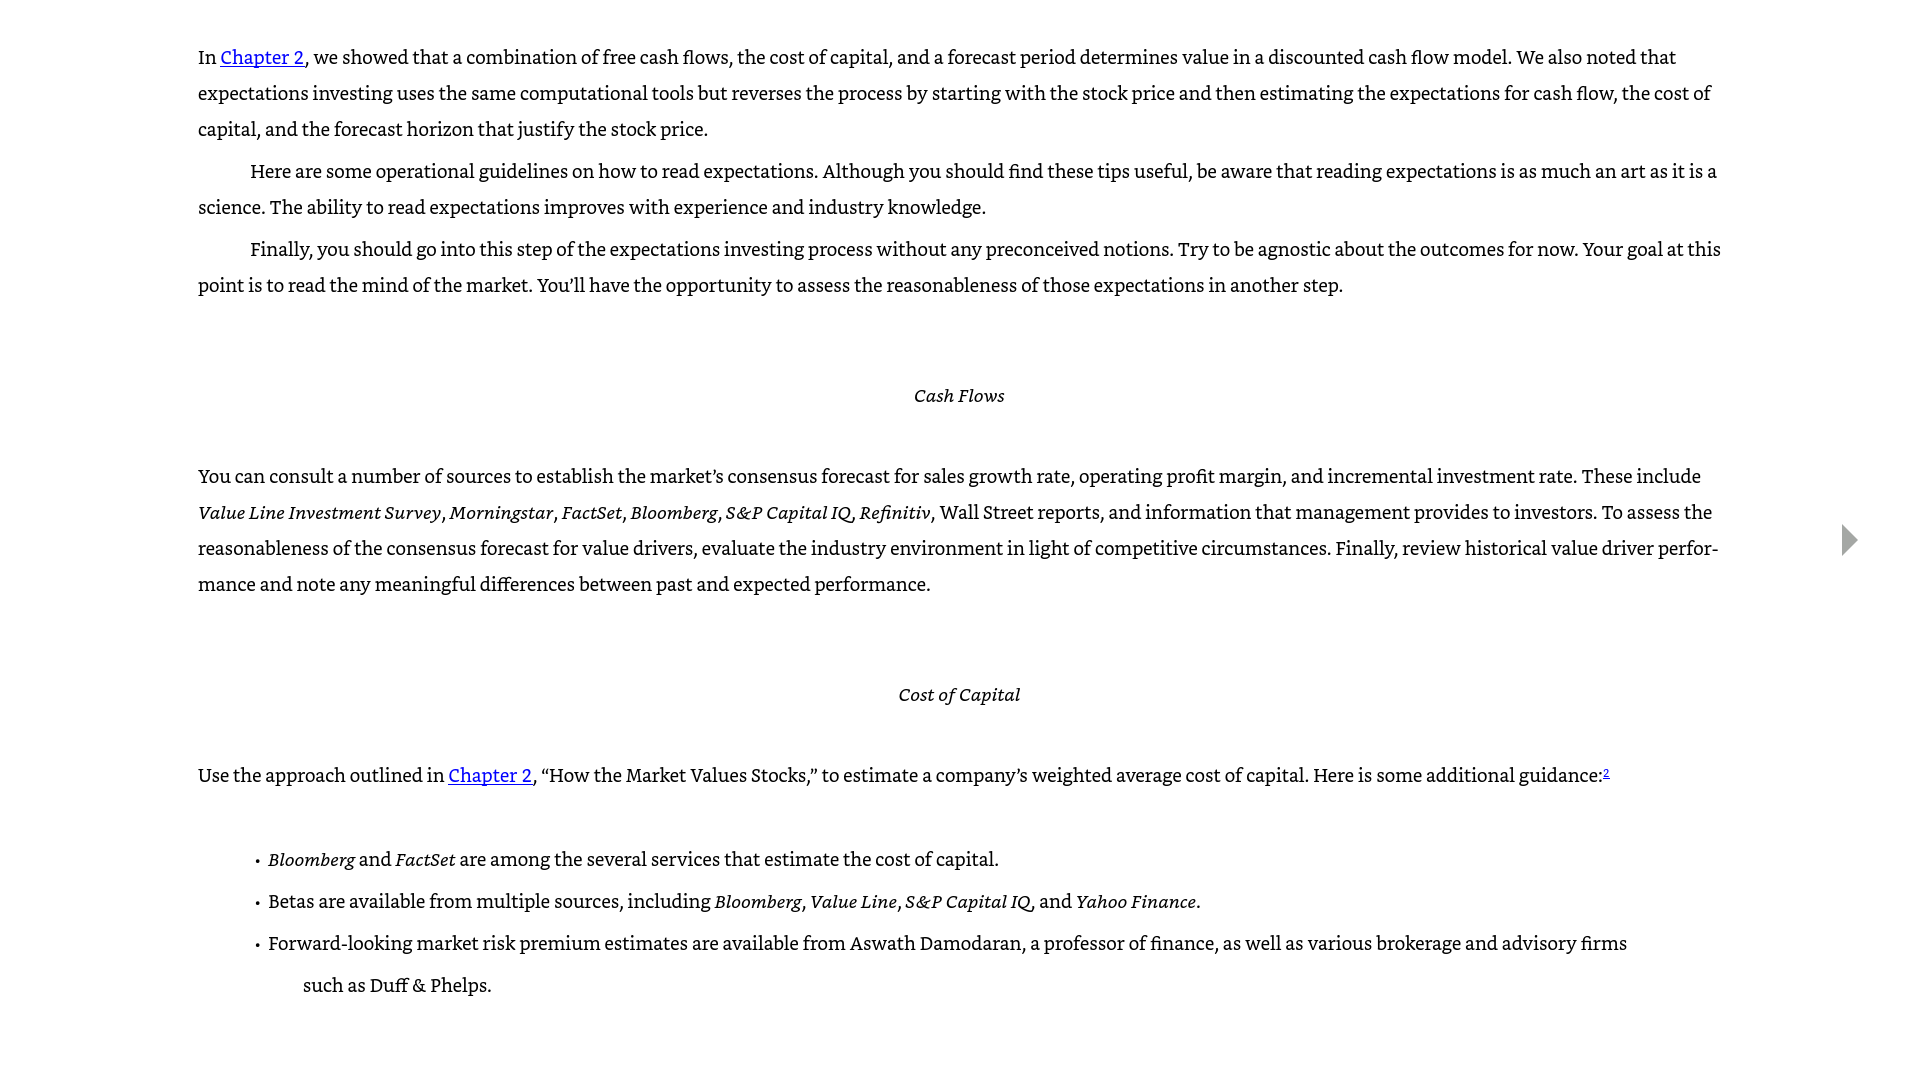 In Chapter 2, we showed that a combination of free cash flows, the cost of capital, and a forecast period determines value in a discounted cash flow model. We also noted that
expectations investing uses the same computational tools but reverses the process by starting with the stock price and then estimating the expectations for cash flow, the cost of
capital, and the forecast horizon that justify the stock price.
Here are some operational guidelines on how to read expectations. Although you should find these tips useful, be aware that reading expectations is as much an art as it is a
science. The ability to read expectations improves with experience and industry knowledge.
Finally, you should go into this step of the expectations investing process without any preconceived notions. Try to be agnostic about the outcomes for now. Your goal at this
point is to read the mind of the market. You’ll have the opportunity to assess the reasonableness of those expectations in another step.
Cash Flows
You can consult a number of sources to establish the market’s consensus forecast for sales growth rate, operating profit margin, and incremental investment rate. These include
Value Line Investment Survey, Morningstar, FactSet, Bloomberg, S&P Capital IQ, Refinitiv, Wall Street reports, and information that management provides to investors. To assess the
reasonableness of the consensus forecast for value drivers, evaluate the industry environment in light of competitive circumstances. Finally, review historical value driver perfor-
mance and note any meaningful differences between past and expected performance.
Cost of Capital
Use the approach outlined in Chapter 2, “How the Market Values Stocks,” to estimate a company’s weighted average cost of capital. Here is some additional guidance:2
• Bloomberg and FactSet are among the several services that estimate the cost of capital.
• Betas are available from multiple sources, including Bloomberg, Value Line, S&P Capital IQ, and Yahoo Finance.
• Forward-looking market risk premium estimates are available from Aswath Damodaran, a professor of finance, as well as various brokerage and advisory firms
such as Duff & Phelps.